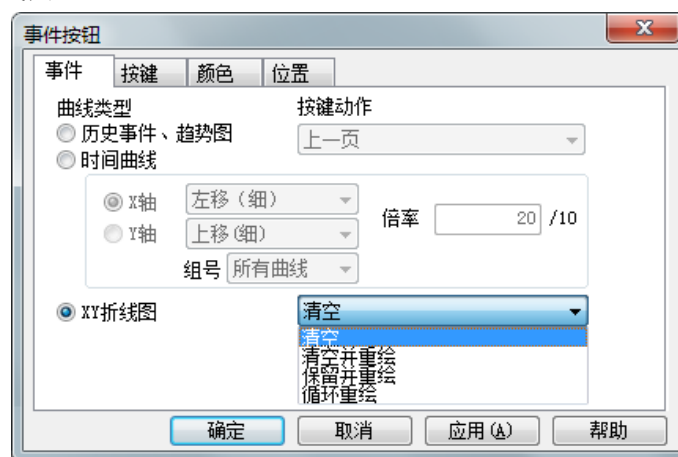 事件按钮
事件 按键 颜色 位置
曲线类型 按键动作
历史事件、趋势图 上一页
时间曲线
X轴 左移（细） 倍率 20 /10
Y轴 上移(细)
组号 所有曲线
XY折线图 清空
清空
清空并重绘
保留并重绘
循环重绘
确定 取消 应用(A) 帮助